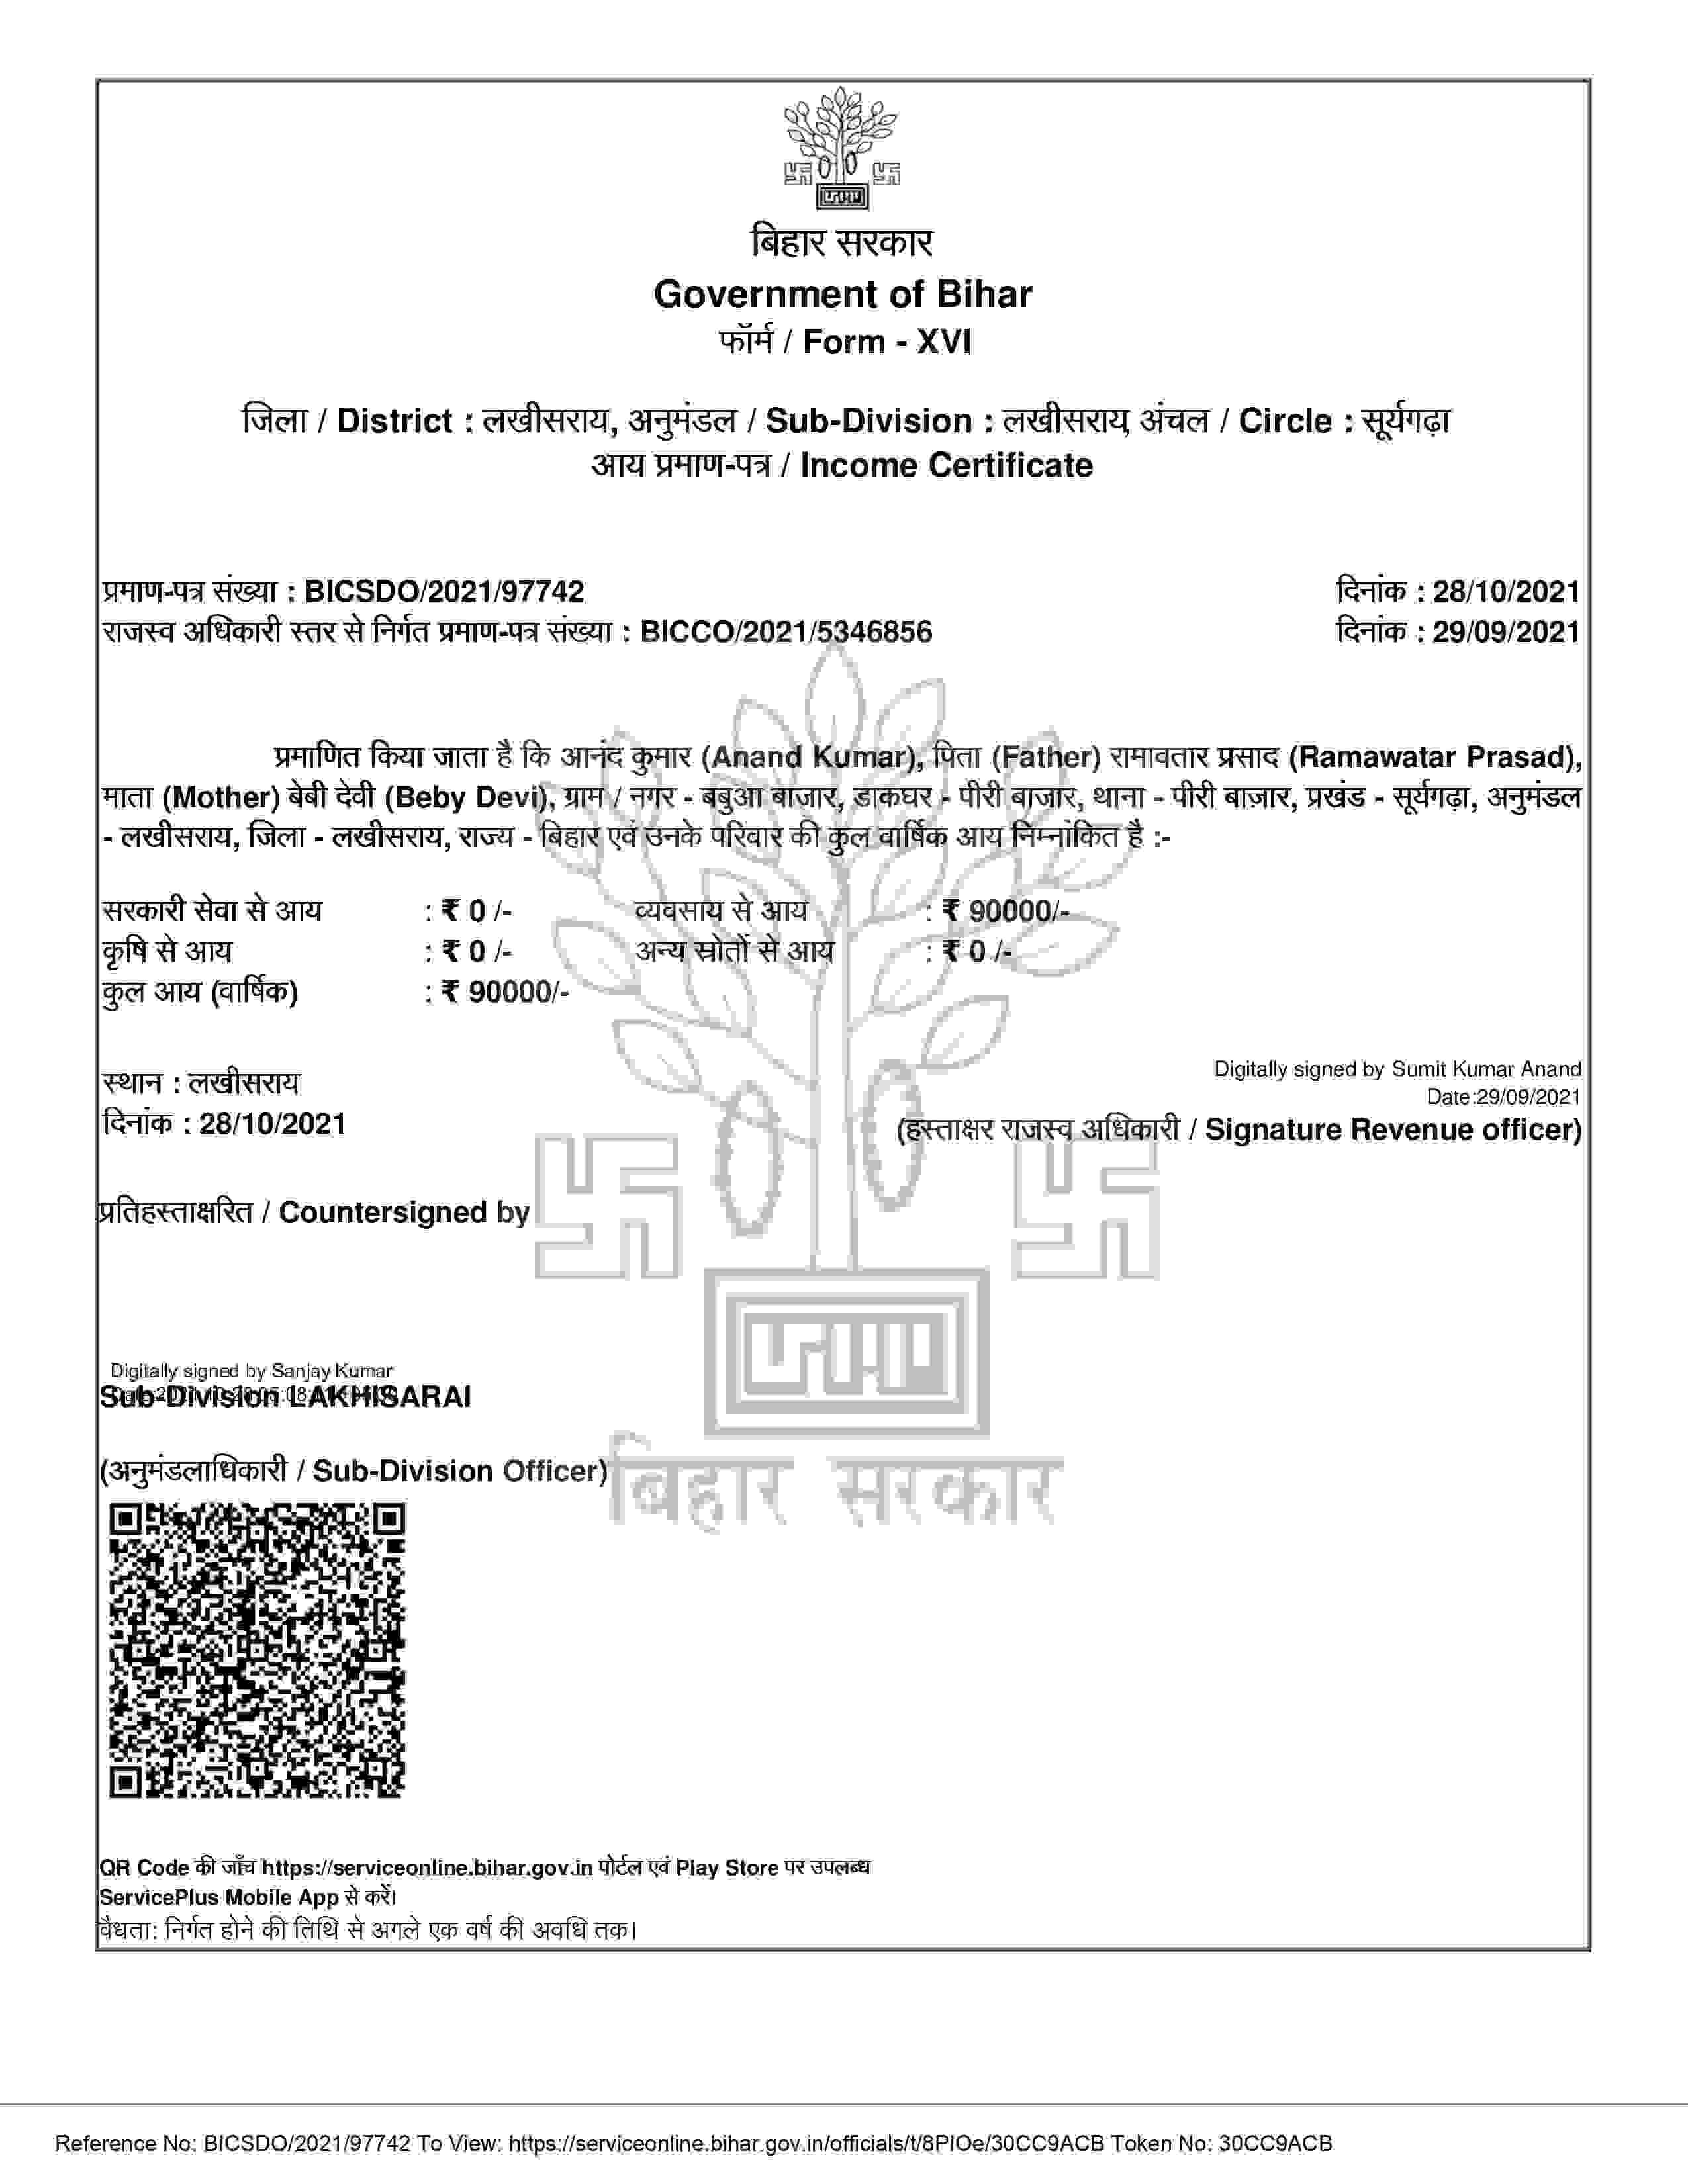 बिहार सरकार
Government of Bihar
फॉर्म / Form - XVI
जिला / District : लखीसराय, अनुमंडल / Sub-Division : लखीसराय, अंचल / Circle : सूर्यगढ़ा
आय प्रमाण-पत्र / Income Certificate
प्रमाण-पत्र संख्या : BICSDO/2021/97742 दिनांक : 28/10/2021
राजस्व अधिकारी स्तर से निर्गत प्रमाण-पत्र संख्या : BICCO/2021/5346856 दिनांक : 29/09/2021
प्रमाणित किया जाता है कि आनंद कुमार (Anand Kumar), पिता (Father) रामावतार प्रसाद (Ramawatar Prasad),
माता (Mother) बेबी देवी (Beby Devi), ग्राम / नगर - बबुआ बाजार, डाकघर - पीरी बाजार, थाना - पीरी बाज़ार, प्रखंड - सूर्यगढ़ा, अनुमंडल
- लखीसराय, जिला - लखीसराय, राज्य - बिहार एवं उनके परिवार की कुल वार्षिक आय निम्नांकित है :-
सरकारी सेवा से आय : ₹ 0 /- व्यवसाय से आय : ₹ 90000/-
कृषि से आय : ₹ 0 /- अन्य स्रोतों से आय : ₹ 0 /-
कुल आय (वार्षिक) : ₹ 90000/-
Digitally signed by Sumit Kumar Anand
Date:29/09/2021
स्थान : लखीसराय
दिनांक : 28/10/2021
(हस्ताक्षर राजस्व अधिकारी / Signature Revenue officer)
प्रतिहस्ताक्षरित / Countersigned by
Digitally signed by Sanjay Kumar
Sub-Division LAKHISARAI
(अनुमंडलाधिकारी / Sub-Division Officer)
बिहार सरकार
QR Code की जाँच https://serviceonline.bihar.gov.in पोर्टल एवं Play Store पर उपलब्ध
ServicePlus Mobile App से करें।
वैधता: निर्गत होने की तिथि से अगले एक वर्ष की अवधि तक।
Reference No: BICSDO/2021/97742 To View: https://serviceonline.bihar.gov.in/officials/t/8PIOe/30CC9ACB Token No: 30CC9ACB